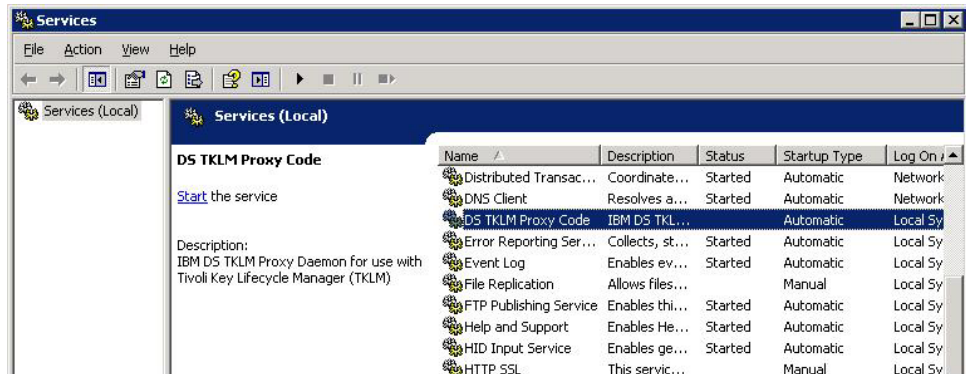 Services
File Action View Help
Services (Local)
Services (Local)
DS TKLM Proxy Code
Start the service
Description:
IBM DS TKLM Proxy Daemon for use with
Tivoli Key Lifecycle Manager (TKLM)
Name Description Status Startup Type Log On
Distributed Transac... Coordinate... Started Automatic Network
DNS Client Resolves a... Started Automatic Network
DS TKLM Proxy Code IBM DS TKL... Automatic Local Sy
Error Reporting Ser... Collects, st... Started Automatic Local Sy
Event Log Enables ev... Started Automatic Local Sy
File Replication Allows files... Manual Local Sy
FTP Publishing Service Enables thi... Started Automatic Local Sy
Help and Support Enables He... Started Automatic Local Sy
HID Input Service Enables ge... Started Automatic Local Sy
HTTP SSL This servic... Manual Local Sy